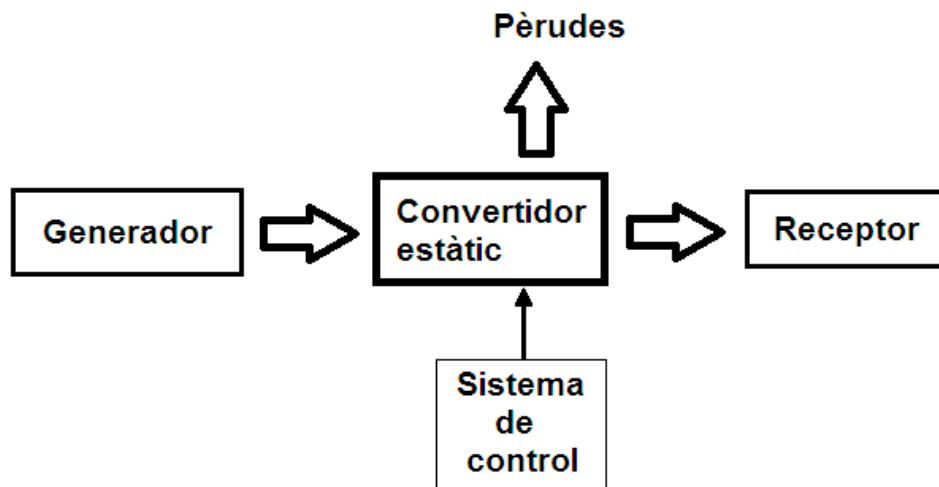 Pèrudes
Generador
Convertidor
estàtic
Receptor
Sistema
de
control